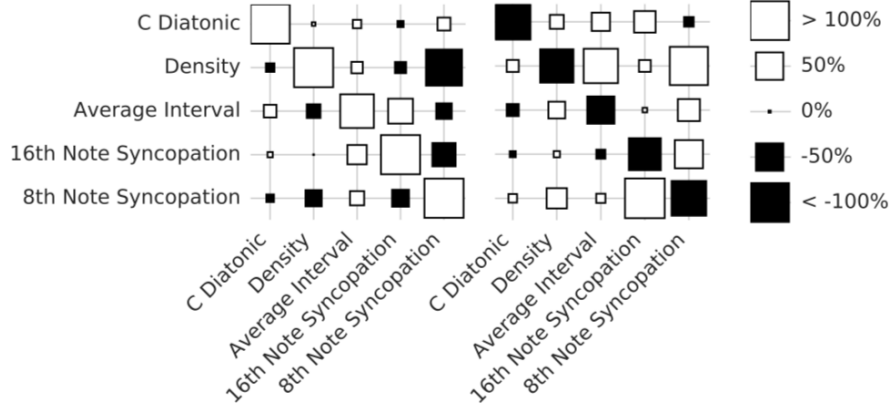 C Diatonic
Density
Average Interval
16th Note Syncopation
8th Note Syncopation
C Diatonic
Density
Average Interval
16th Note Syncopation
8th Note Syncopation
C Diatonic
Density
Average Interval
16th Note Syncopation
8th Note Syncopation
> 100%
50%
0%
-50%
< -100%